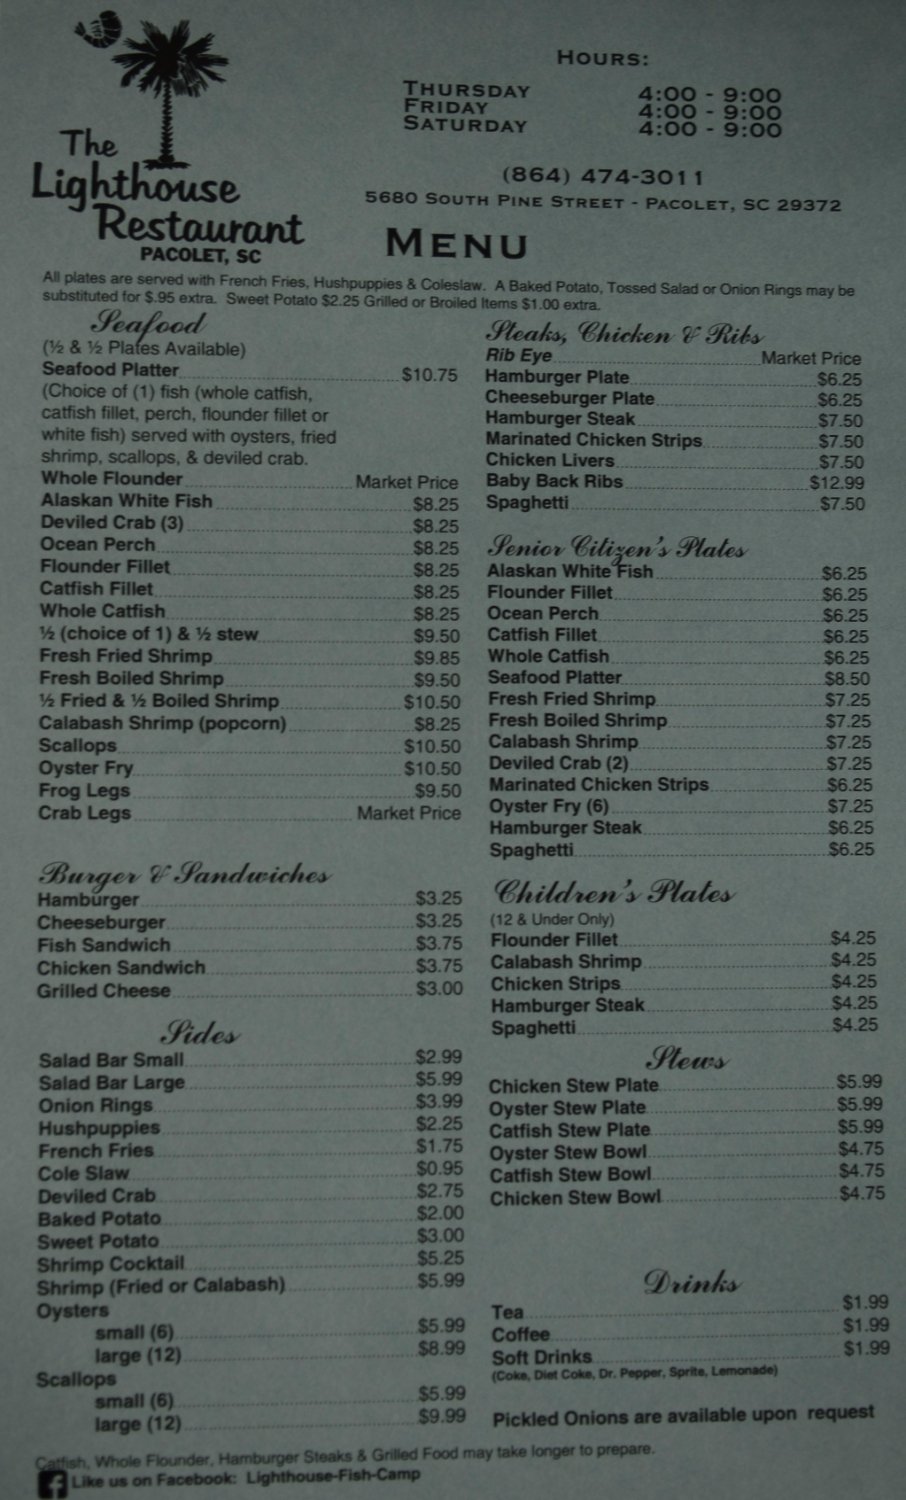 The
Lighthouse
Restaurant
PACOLET, SC
HOURS:
THURSDAY 4:00 - 9:00
FRIDAY 4:00 - 9:00
SATURDAY 4:00 - 9:00
(864) 474-3011
5680 SOUTH PINE STREET - PACOLET, SC 29372
MENU
All plates are served with French Fries, Hushpuppies & Coleslaw. A Baked Potato, Tossed Salad or Onion Rings may be
substituted for $.95 extra. Sweet Potato $2.25 Grilled or Broiled Items $1.00 extra.
Seafood
(½ & ½ Plates Available)
Seafood Platter $10.75
(Choice of (1) fish (whole catfish,
catfish fillet, perch, flounder fillet or
white fish) served with oysters, fried
shrimp, scallops, & deviled crab.
Whole Flounder Market Price
Alaskan White Fish $8.25
Deviled Crab (3) $8.25
Ocean Perch $8.25
Flounder Fillet $8.25
Catfish Fillet $8.25
Whole Catfish $8.25
½ (choice of 1) & ½ stew $9.50
Fresh Fried Shrimp $9.85
Fresh Boiled Shrimp $9.50
½ Fried & ½ Boiled Shrimp $10.50
Calabash Shrimp (popcorn) $8.25
Scallops $10.50
Oyster Fry $10.50
Frog Legs $9.50
Crab Legs Market Price
Burger & Sandwiches
Hamburger $3.25
Cheeseburger $3.25
Fish Sandwich $3.75
Chicken Sandwich $3.75
Grilled Cheese $3.00
Sides
Salad Bar Small $2.99
Salad Bar Large $5.99
Onion Rings $3.99
Hushpuppies $2.25
French Fries $1.75
Cole Slaw $0.95
Deviled Crab $2.75
Baked Potato $2.00
Sweet Potato $3.00
Shrimp Cocktail $5.25
Shrimp (Fried or Calabash) $5.99
Oysters
small (6) $5.99
large (12) $8.99
Scallops
small (6) $5.99
large (12) $9.99
Steaks, Chicken & Ribs
Rib Eye Market Price
Hamburger Plate $6.25
Cheeseburger Plate $6.25
Hamburger Steak $7.50
Marinated Chicken Strips $7.50
Chicken Livers $7.50
Baby Back Ribs $12.99
Spaghetti $7.50
Senior Citizen's Plates
Alaskan White Fish $6.25
Flounder Fillet $6.25
Ocean Perch $6.25
Catfish Fillet $6.25
Whole Catfish $6.25
Seafood Platter $8.50
Fresh Fried Shrimp $7.25
Fresh Boiled Shrimp $7.25
Calabash Shrimp $7.25
Deviled Crab (2) $7.25
Marinated Chicken Strips $6.25
Oyster Fry (6) $7.25
Hamburger Steak $6.25
Spaghetti $6.25
Children's Plates
(12 & Under Only)
Flounder Fillet $4.25
Calabash Shrimp $4.25
Chicken Strips $4.25
Hamburger Steak $4.25
Spaghetti $4.25
Stews
Chicken Stew Plate $5.99
Oyster Stew Plate $5.99
Catfish Stew Plate $5.99
Oyster Stew Bowl $4.75
Catfish Stew Bowl $4.75
Chicken Stew Bowl $4.75
Drinks
Tea $1.99
Coffee $1.99
Soft Drinks $1.99
(Coke, Diet Coke, Dr. Pepper, Sprite, Lemonade)
Pickled Onions are available upon request
Catfish, Whole Flounder, Hamburger Steaks & Grilled Food may take longer to prepare.
f Like us on Facebook: Lighthouse-Fish-Camp